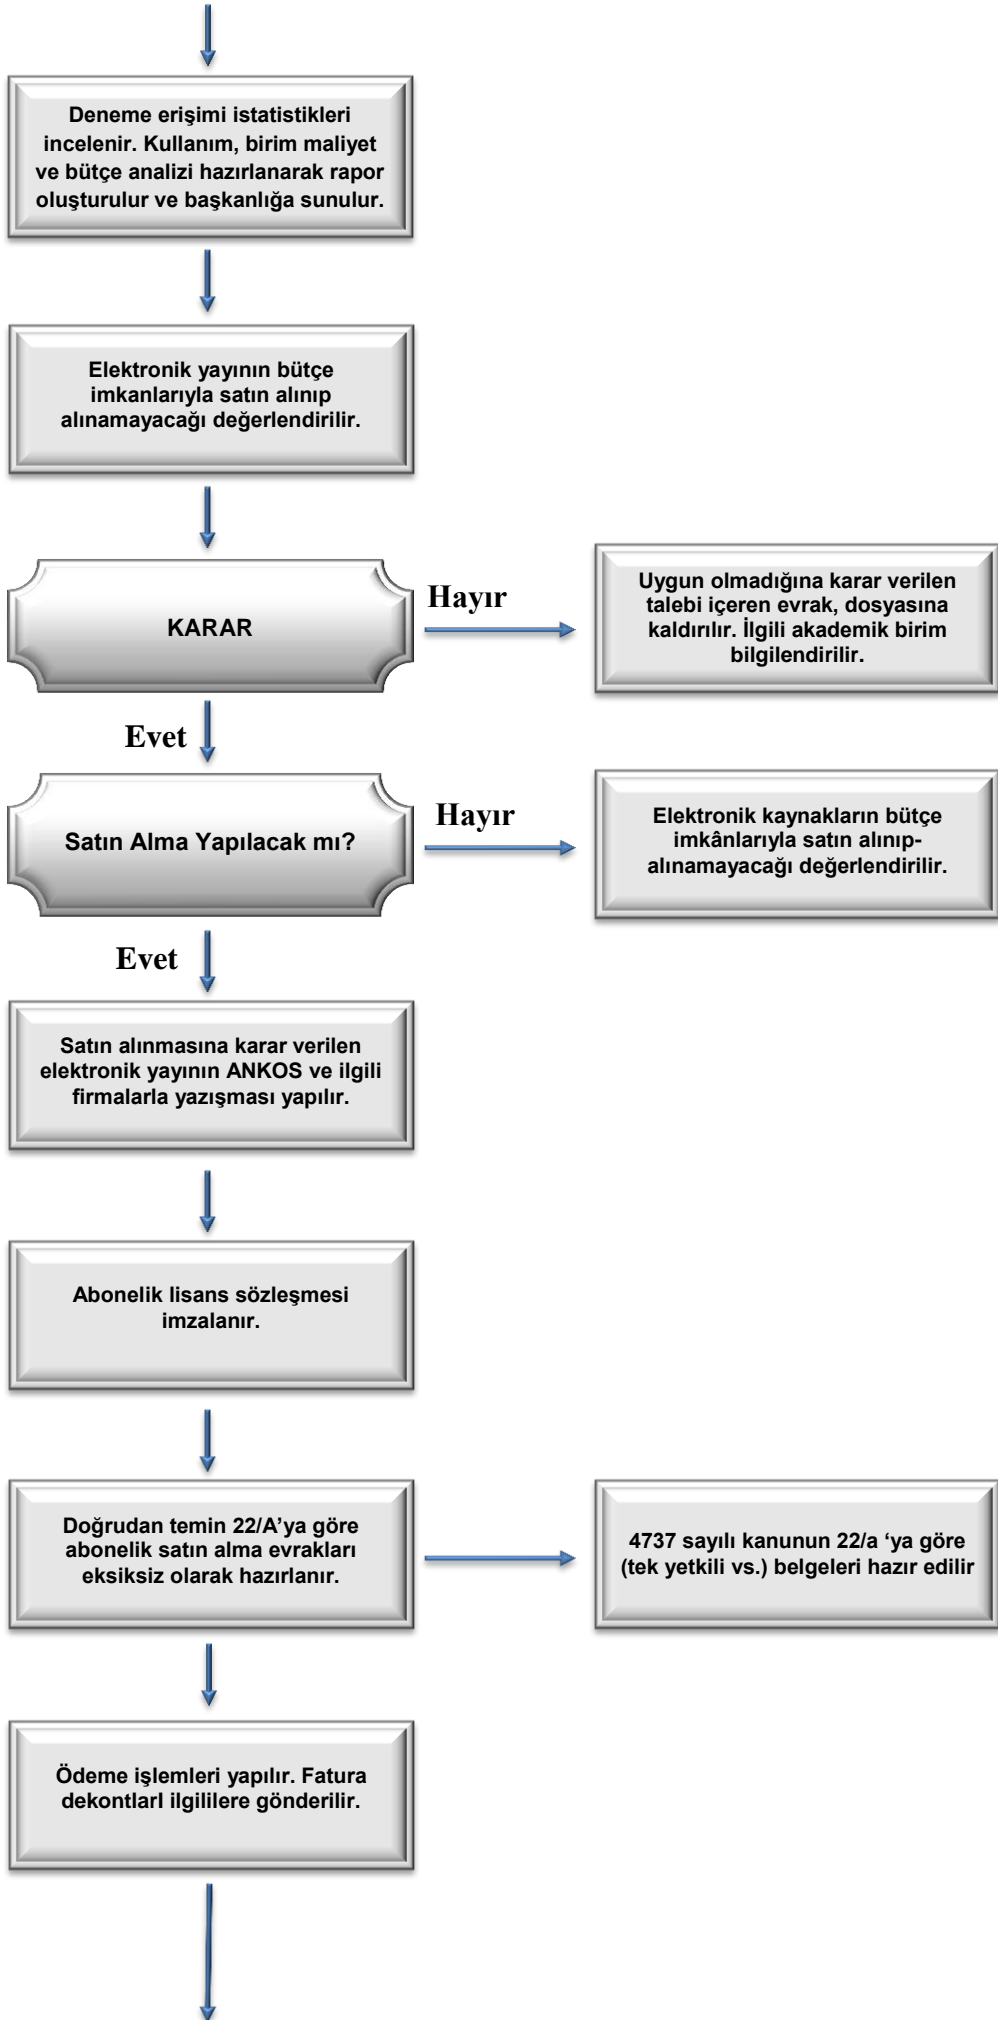 Deneme erişimi istatistikleri
incelenir. Kullanım, birim maliyet
ve bütçe analizi hazırlanarak rapor
oluşturulur ve başkanlığa sunulur.
Elektronik yayının bütçe
imkanlarıyla satın alınıp
alınamayacağı değerlendirilir.
KARAR
Hayır
Uygun olmadığına karar verilen
talebi içeren evrak, dosyasına
kaldırılır. İlgili akademik birim
bilgilendirilir.
Evet
Satın Alma Yapılacak mı?
Hayır
Elektronik kaynakların bütçe
imkânlarıyla satın alınıp-
alınamayacağı değerlendirilir.
Evet
Satın alınmasına karar verilen
elektronik yayının ANKOS ve ilgili
firmalarla yazışması yapılır.
Abonelik lisans sözleşmesi
imzalanır.
Doğrudan temin 22/A’ya göre
abonelik satın alma evrakları
eksiksiz olarak hazırlanır.
4737 sayılı kanunun 22/a ‘ya göre
(tek yetkili vs.) belgeleri hazır edilir
Ödeme işlemleri yapılır. Fatura
dekontlarI ilgililere gönderilir.